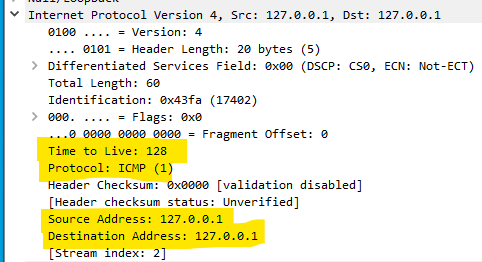 Null/Loopback
Internet Protocol Version 4, Src: 127.0.0.1, Dst: 127.0.0.1
0100 .... = Version: 4
.... 0101 = Header Length: 20 bytes (5)
Differentiated Services Field: 0x00 (DSCP: CS0, ECN: Not-ECT)
Total Length: 60
Identification: 0x43fa (17402)
000. .... = Flags: 0x0
...0 0000 0000 0000 = Fragment Offset: 0
Time to Live: 128
Protocol: ICMP (1)
Header Checksum: 0x0000 [validation disabled]
[Header checksum status: Unverified]
Source Address: 127.0.0.1
Destination Address: 127.0.0.1
[Stream index: 2]